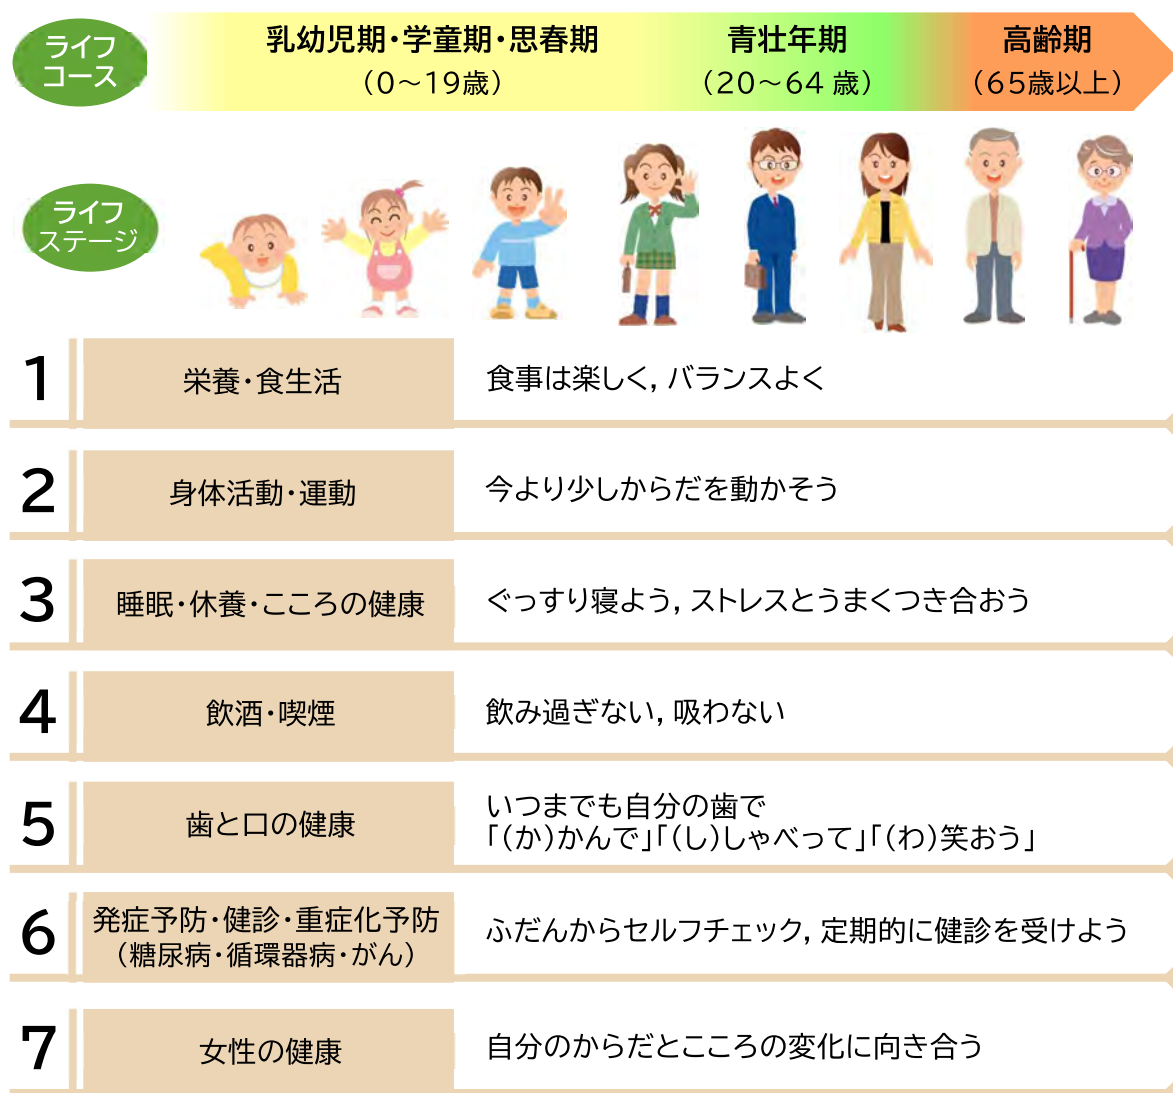 ライフ
コース
乳幼児期・学童期・思春期
（0～19歳）
青壮年期
（20～64 歳）
高齢期
（65歳以上）
ライフ
ステージ
1
栄養・食生活
食事は楽しく，バランスよく
2
身体活動・運動
今より少しからだを動かそう
3
睡眠・休養・こころの健康
ぐっすり寝よう，ストレスとうまくつき合おう
4
飲酒・喫煙
飲み過ぎない，吸わない
5
歯と口の健康
いつまでも自分の歯で
「（か）かんで」「（し）しゃべって」「（わ）笑おう」
6
発症予防・健診・重症化予防
（糖尿病・循環器病・がん）
ふだんからセルフチェック，定期的に健診を受けよう
7
女性の健康
自分のからだとこころの変化に向き合う